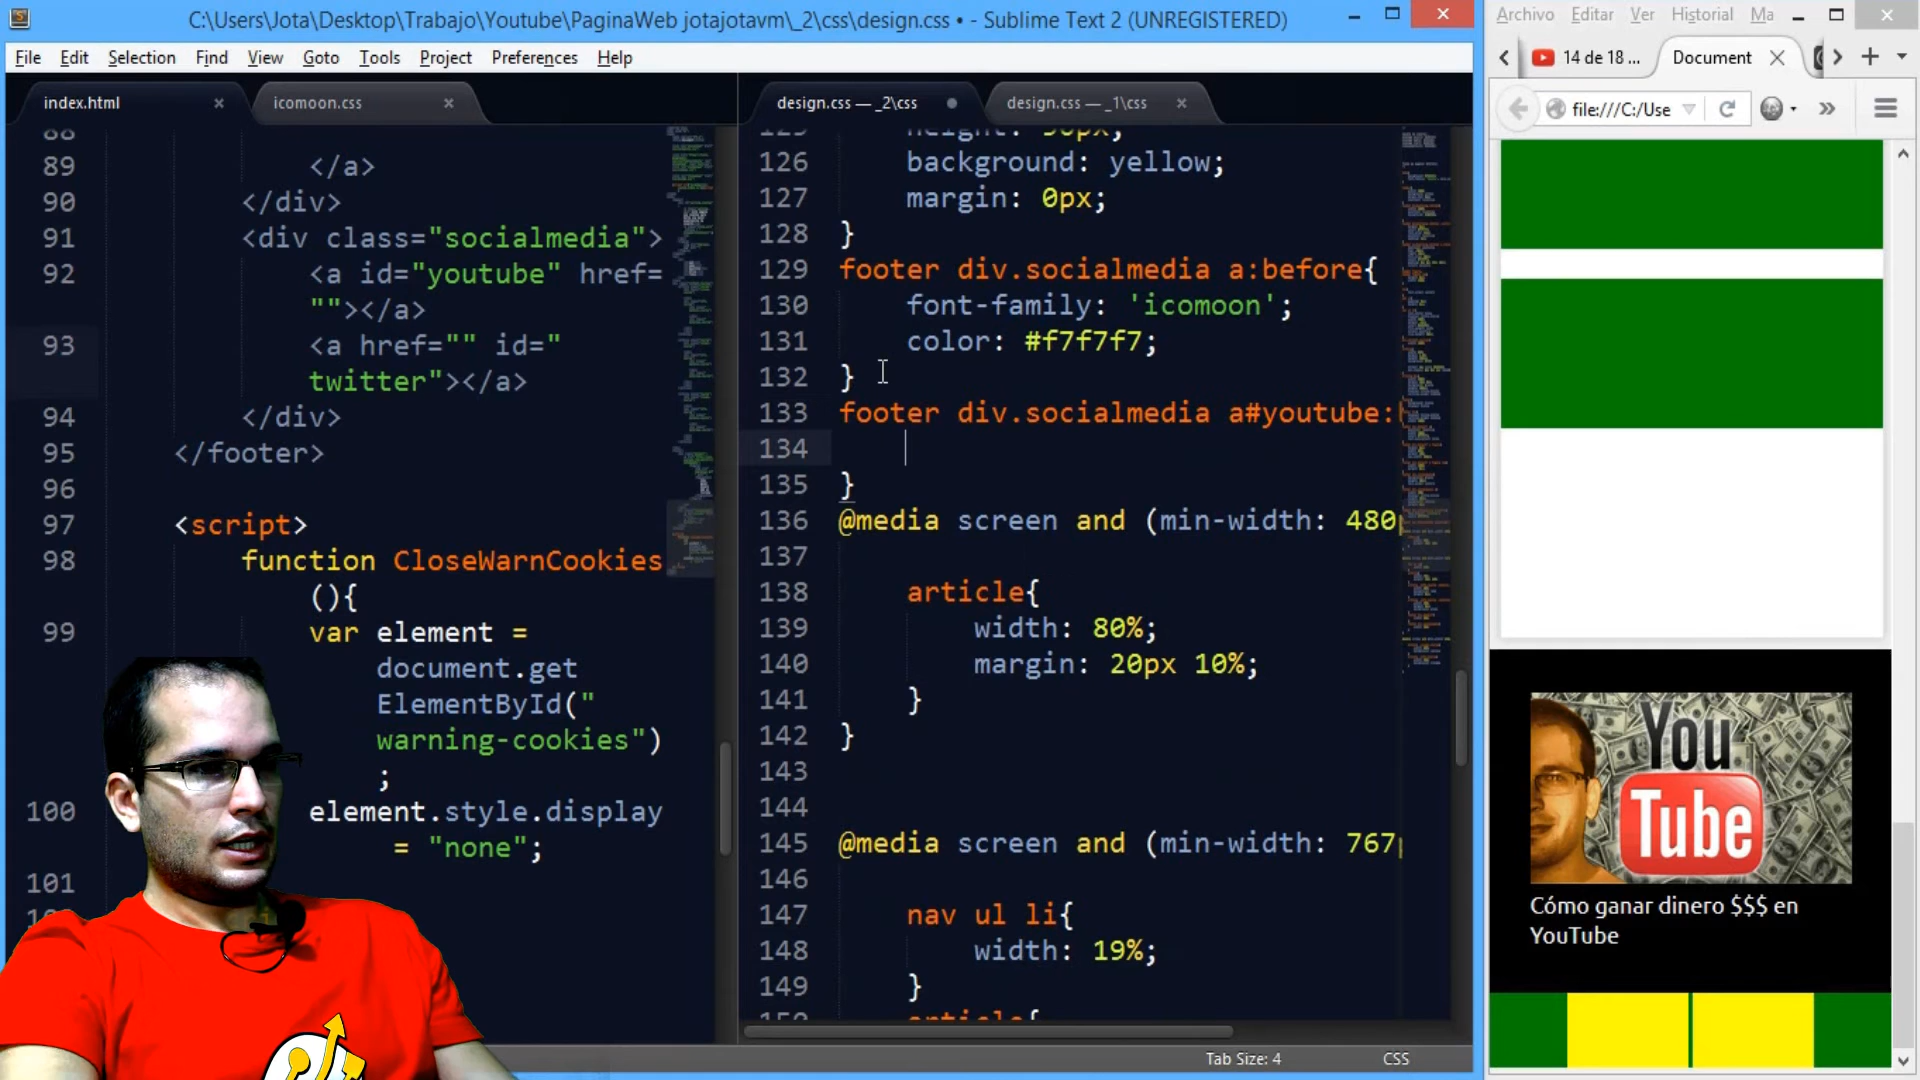 C:\Users\Jota\Desktop\Trabajo\Youtube\PaginaWeb jotajotavm\_2\css\design.css • - Sublime Text 2 (UNREGISTERED)
File Edit Selection Find View Goto Tools Project Preferences Help
index.html
icomoon.css
88
89 </a>
90 </div>
91 <div class="socialmedia">
92 <a id="youtube" href=
""></a>
93 <a href="" id="
twitter"></a>
94 </div>
95 </footer>
96
97 <script>
98 function CloseWarnCookies
(){
99 var element =
document.get
ElementById("
warning-cookies")
;
100 element.style.display
= "none";
101
design.css — _2\css
design.css — _1\css
125 height: 50px;
126 background: yellow;
127 margin: 0px;
128 }
129 footer div.socialmedia a:before{
130 font-family: 'icomoon';
131 color: #f7f7f7;
132 }
133 footer div.socialmedia a#youtube:
134
135 }
136 @media screen and (min-width: 480
137
138 article{
139 width: 80%;
140 margin: 20px 10%;
141 }
142 }
143
144
145 @media screen and (min-width: 767
146
147 nav ul li{
148 width: 19%;
149 }
150 article{
Tab Size: 4
CSS
Archivo Editar Ver Historial Ma
14 de 18 ...
Document
file:///C:/Use
You
Tube
Cómo ganar dinero $$$ en
YouTube